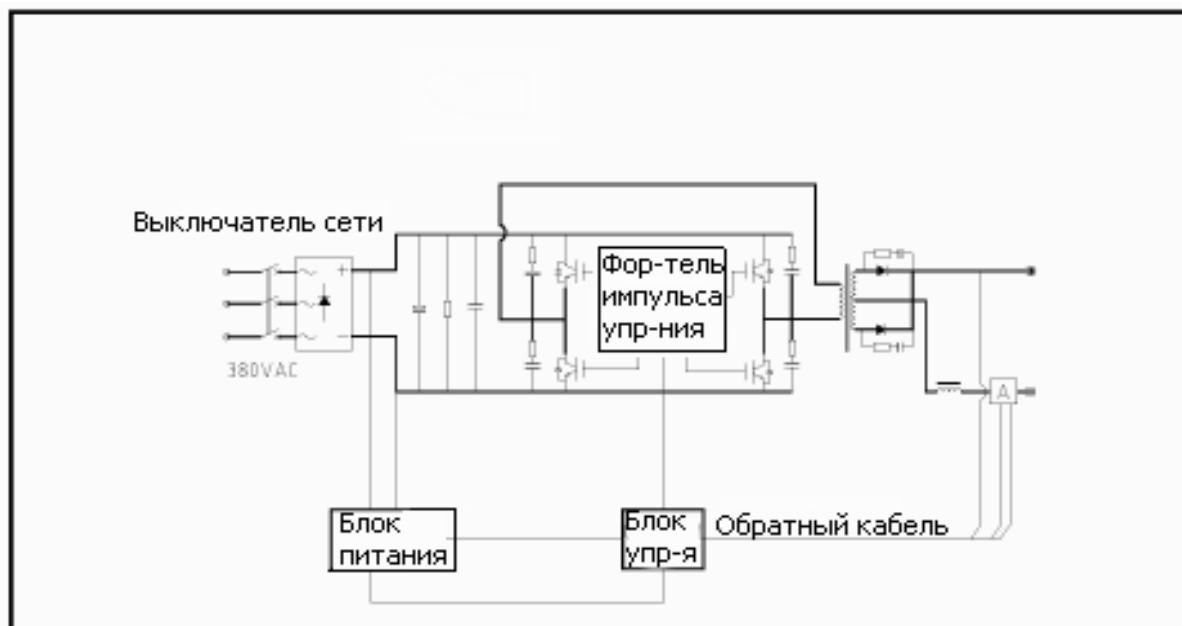 Выключатель сети
Фор-тель
импульса
упр-ния
+
−
380VAC
A
Блок
питания
Блок
упр-я
Обратный кабель